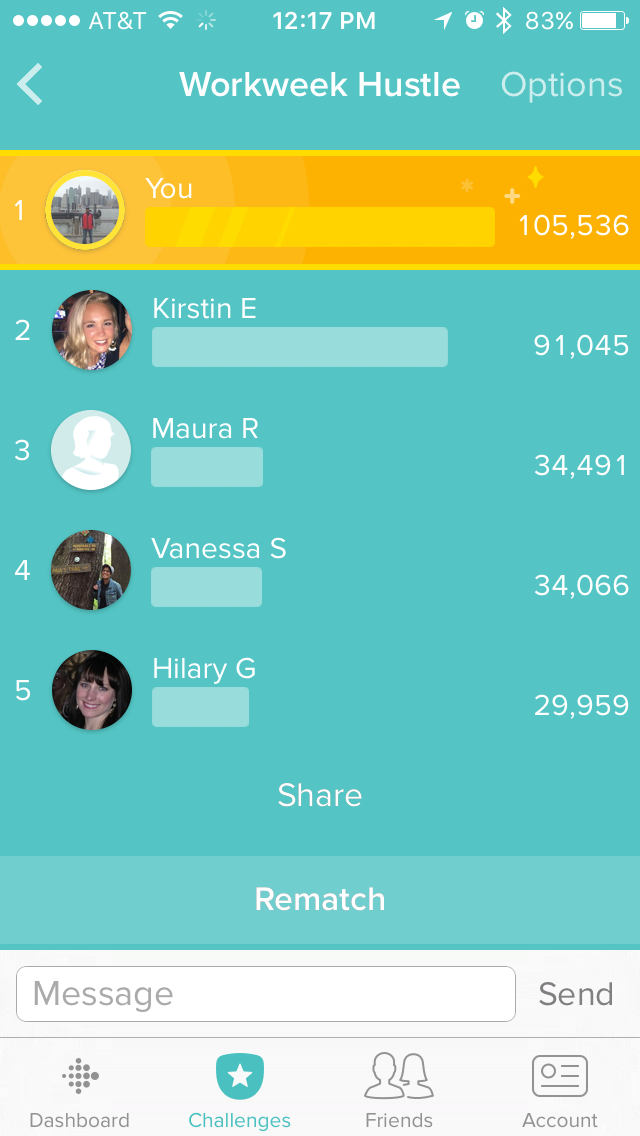 AT&T 12:17 PM 83%
Workweek Hustle Options
1 You 105,536
2 Kirstin E 91,045
3 Maura R 34,491
4 Vanessa S 34,066
5 Hilary G 29,959
Share
Rematch
Message Send
Dashboard Challenges Friends Account